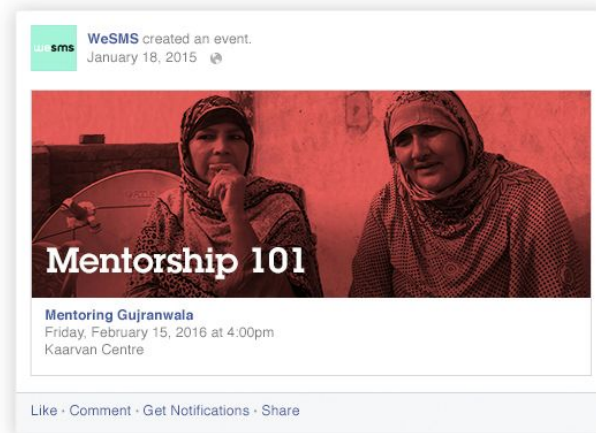 wesms
WeSMS created an event.
January 18, 2015
Mentorship 101
Mentoring Gujranwala
Friday, February 15, 2016 at 4:00pm
Kaarvan Centre
Like · Comment · Get Notifications · Share